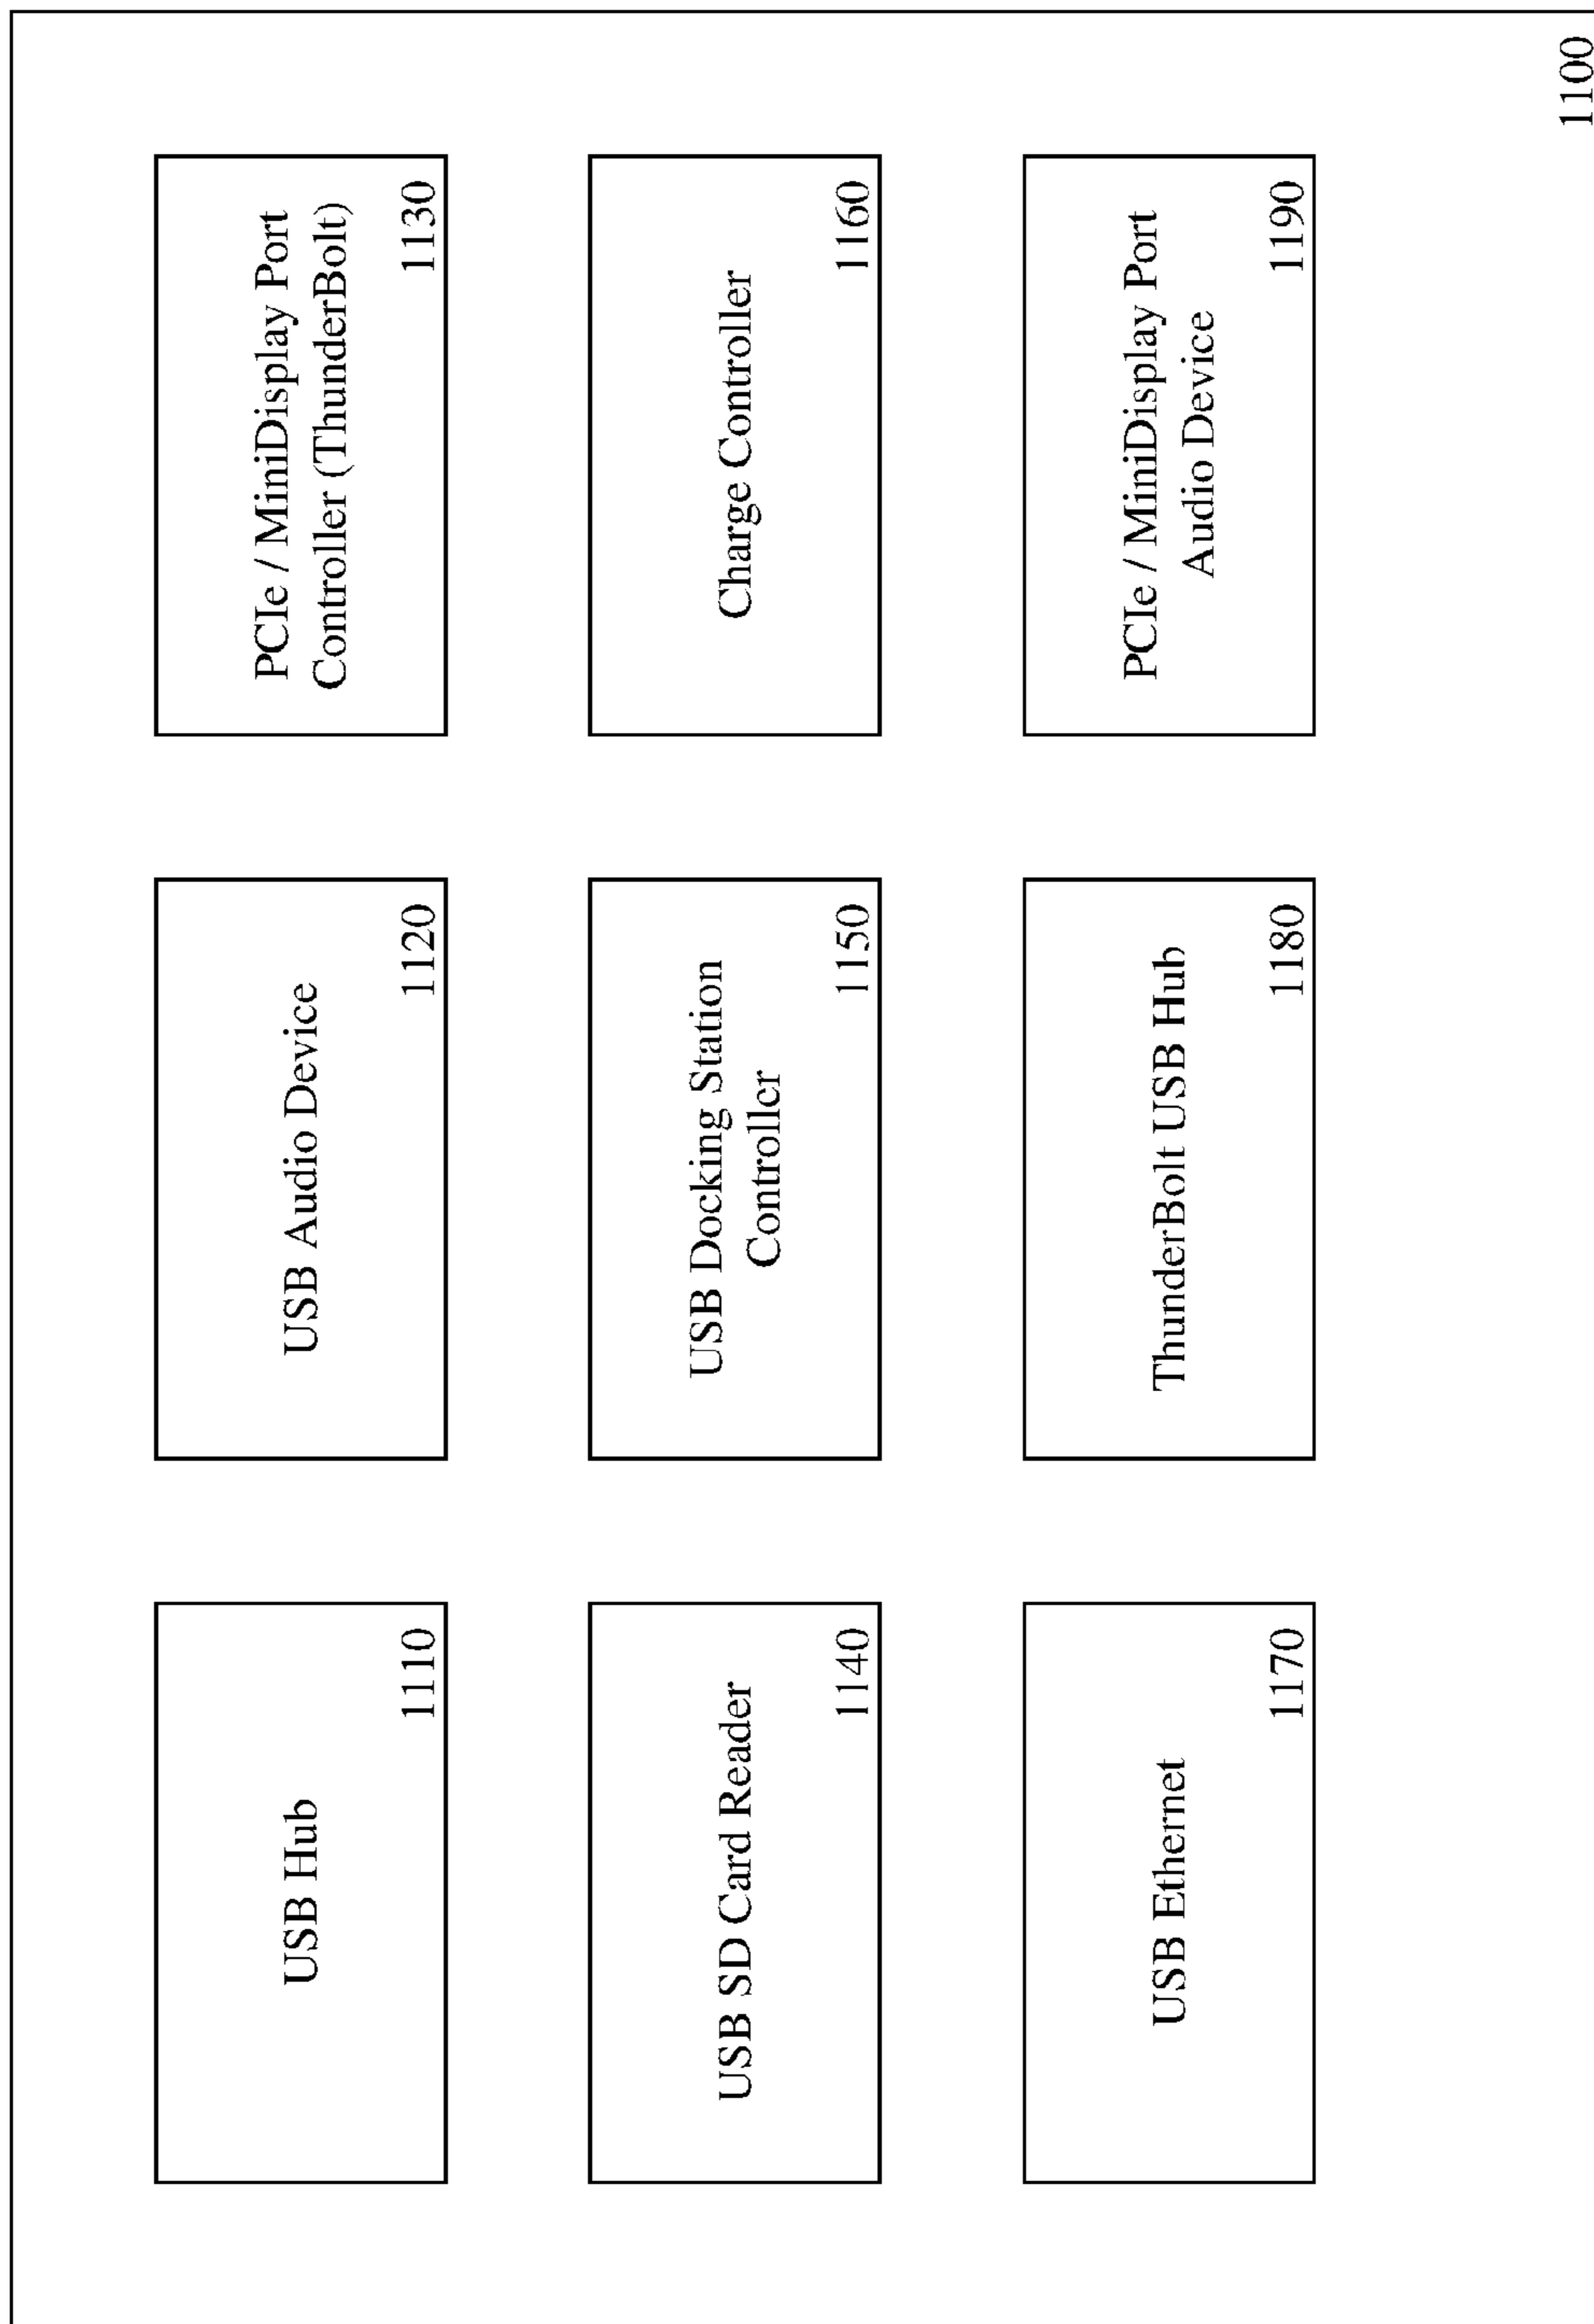 USB Hub
1110
USB Audio Device
1120
PCIe / MiniDisplay Port
Controller (ThunderBolt)
1130
USB SD Card Reader
1140
USB Docking Station
Controller
1150
Charge Controller
1160
USB Ethernet
1170
ThunderBolt USB Hub
1180
PCIe / MiniDisplay Port
Audio Device
1190
1100